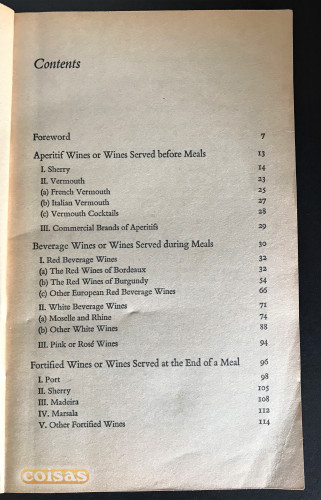 Contents
Foreword 7
Aperitif Wines or Wines Served before Meals 13
I. Sherry 14
II. Vermouth 23
(a) French Vermouth 25
(b) Italian Vermouth 27
(c) Vermouth Cocktails 28
III. Commercial Brands of Aperitifs 29
Beverage Wines or Wines Served during Meals 30
I. Red Beverage Wines 32
(a) The Red Wines of Bordeaux 32
(b) The Red Wines of Burgundy 54
(c) Other European Red Beverage Wines 66
II. White Beverage Wines 71
(a) Moselle and Rhine 74
(b) Other White Wines 88
III. Pink or Rosé Wines 94
Fortified Wines or Wines Served at the End of a Meal 96
I. Port 98
II. Sherry 105
III. Madeira 108
IV. Marsala 112
V. Other Fortified Wines 114
coisas